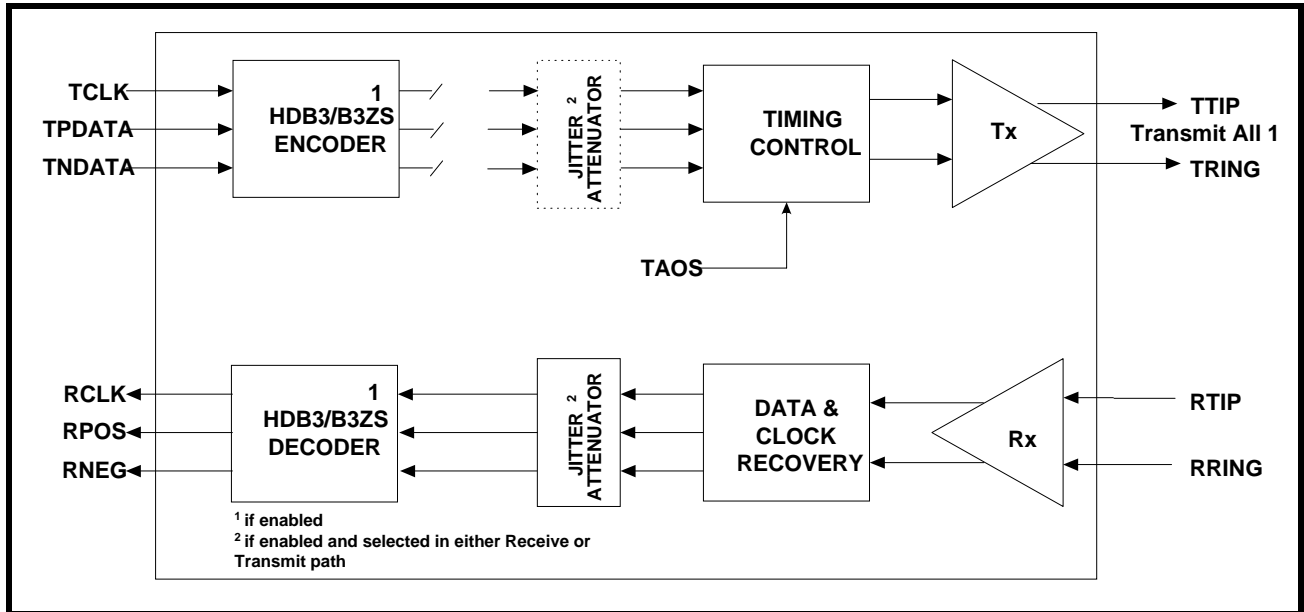 TCLK
TPDATA
TNDATA
1
HDB3/B3ZS
ENCODER
JITTER 2
ATTENUATOR
TIMING
CONTROL
Tx
TTIP
Transmit All 1
TRING
TAOS
RCLK
RPOS
RNEG
1
HDB3/B3ZS
DECODER
JITTER 2
ATTENUATOR
DATA &
CLOCK
RECOVERY
Rx
RTIP
RRING
1 if enabled
2 if enabled and selected in either Receive or
Transmit path